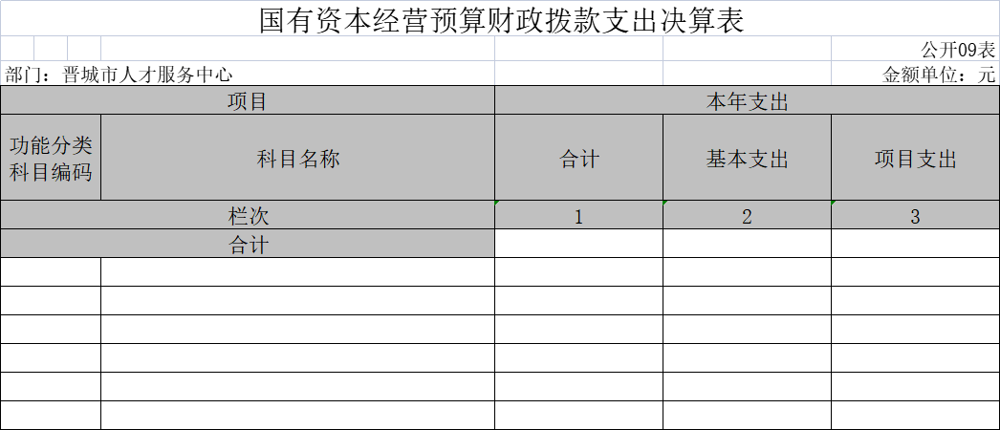 国有资本经营预算财政拨款支出决算表
公开09表
部门：晋城市人才服务中心 金额单位：元
项目 本年支出
功能分类
科目编码 科目名称 合计 基本支出 项目支出
栏次 1 2 3
合计